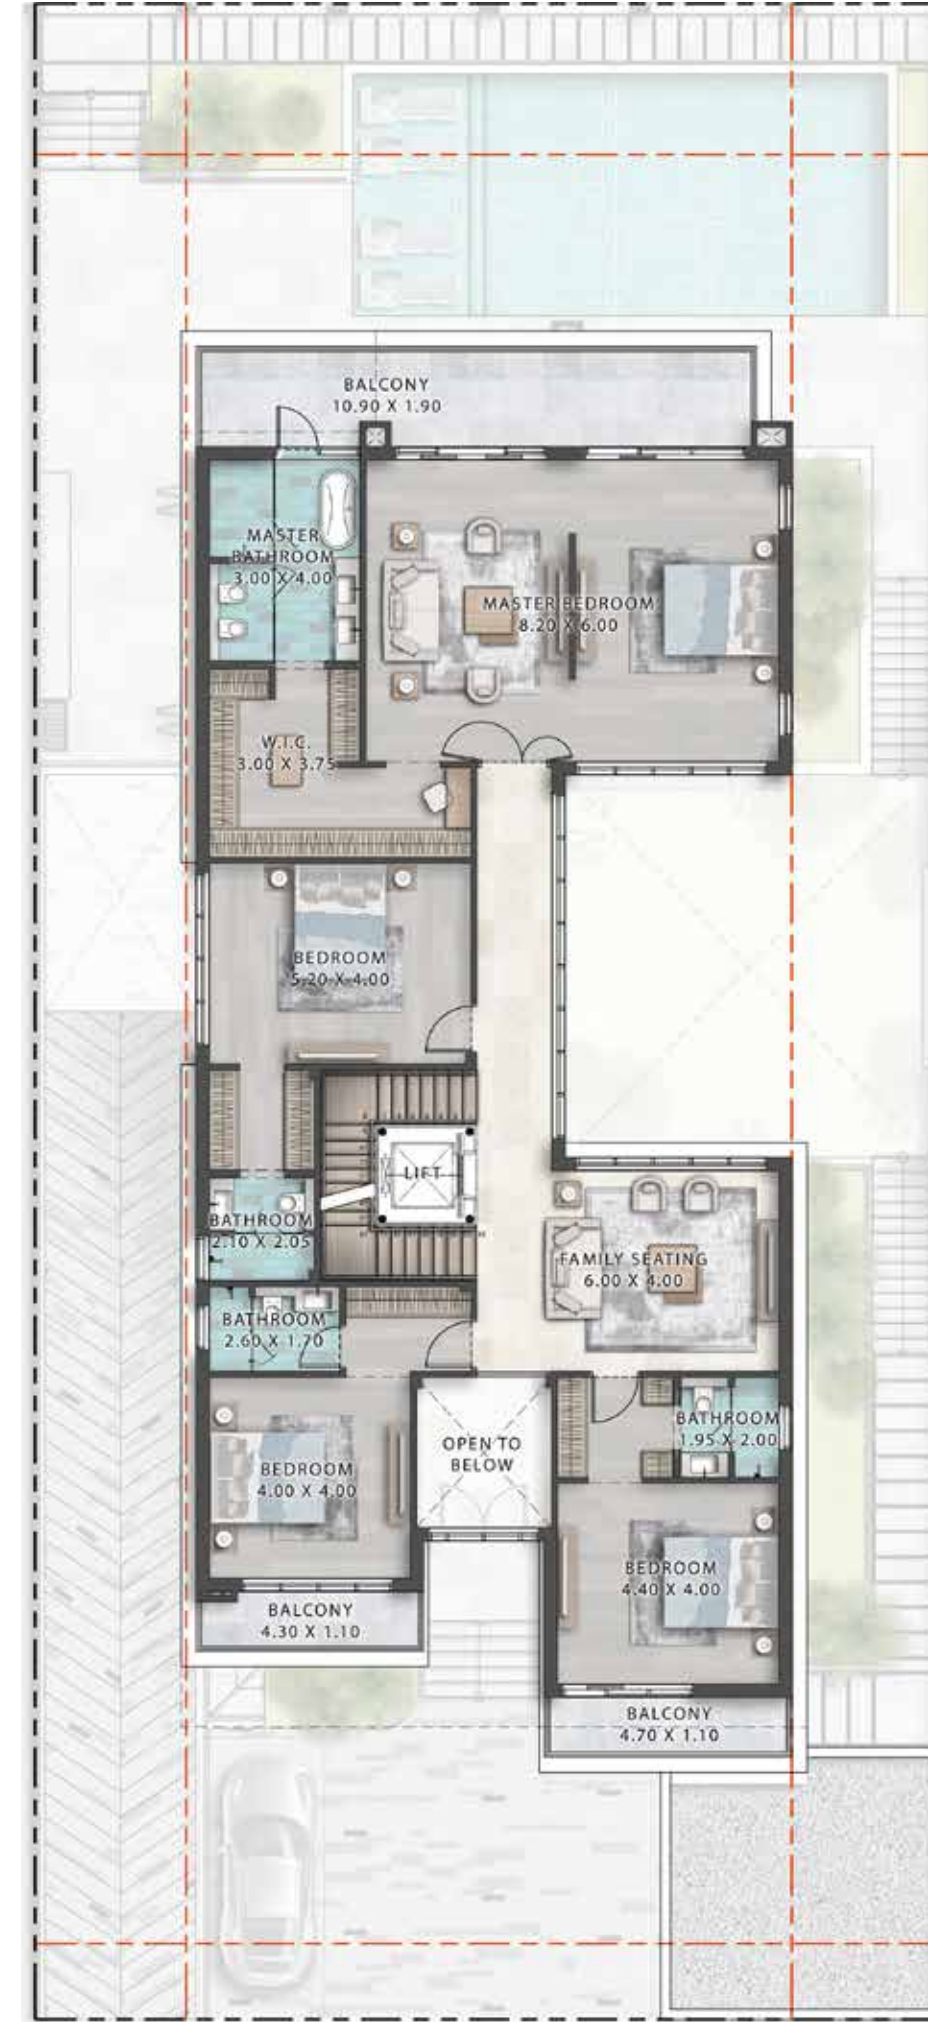 BALCONY
10.90 X 1.90
MASTER
BATHROOM
3.00 X 4.00
MASTER BEDROOM
8.20 X 6.00
W.I.C.
3.00 X 3.75
BEDROOM
5.20 X 4.00
LIFT
BATHROOM
2.10 X 2.05
FAMILY SEATING
6.00 X 4.00
BATHROOM
2.60 X 1.70
BATHROOM
1.95 X 2.00
OPEN TO
BELOW
BEDROOM
4.00 X 4.00
BEDROOM
4.40 X 4.00
BALCONY
4.30 X 1.10
BALCONY
4.70 X 1.10